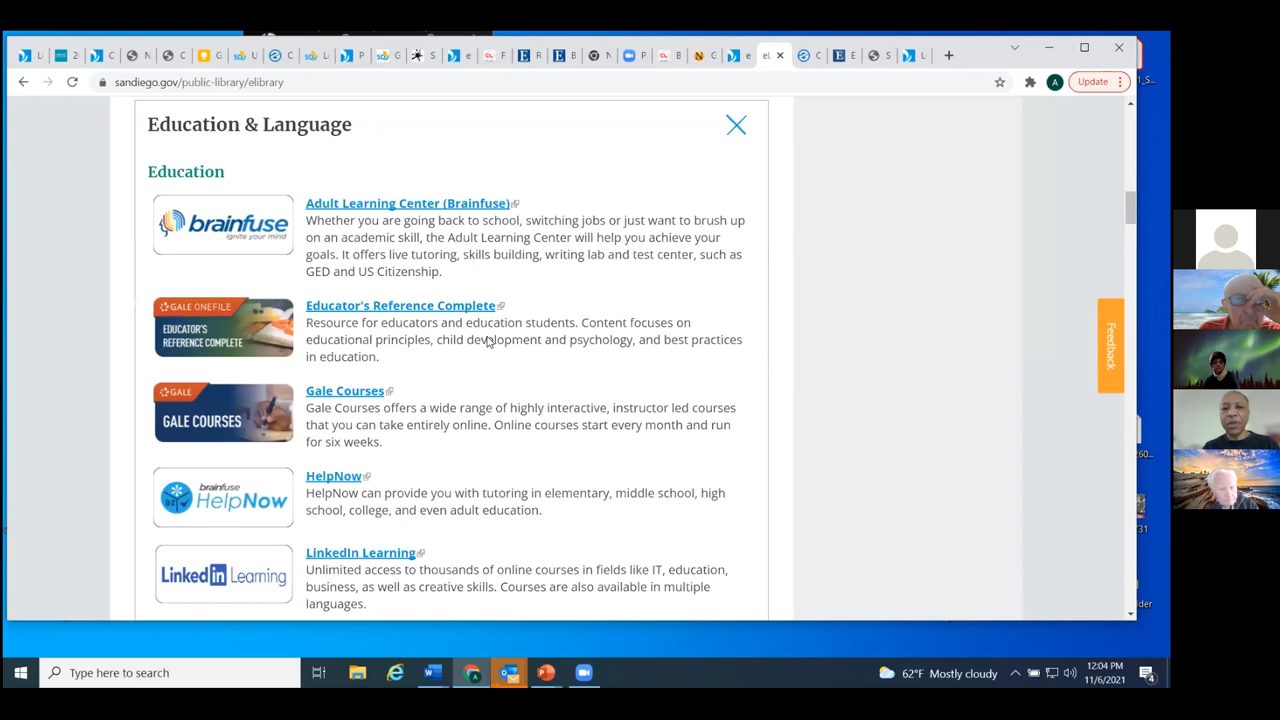 sandiego.gov/public-library/elibrary
Update
Education & Language
Education
brainfuse
ignite your mind
Adult Learning Center (Brainfuse)
Whether you are going back to school, switching jobs or just want to brush up
on an academic skill, the Adult Learning Center will help you achieve your
goals. It offers live tutoring, skills building, writing lab and test center, such as
GED and US Citizenship.
GALE ONEFILE
EDUCATOR'S
REFERENCE COMPLETE
Educator's Reference Complete
Resource for educators and education students. Content focuses on
educational principles, child development and psychology, and best practices
in education.
GALE
GALE COURSES
Gale Courses
Gale Courses offers a wide range of highly interactive, instructor led courses
that you can take entirely online. Online courses start every month and run
for six weeks.
brainfuse
HelpNow
HelpNow
HelpNow can provide you with tutoring in elementary, middle school, high
school, college, and even adult education.
Linked in Learning
LinkedIn Learning
Unlimited access to thousands of online courses in fields like IT, education,
business, as well as creative skills. Courses are also available in multiple
languages.
Feedback
Type here to search
62°F Mostly cloudy
12:04 PM
11/6/2021
4